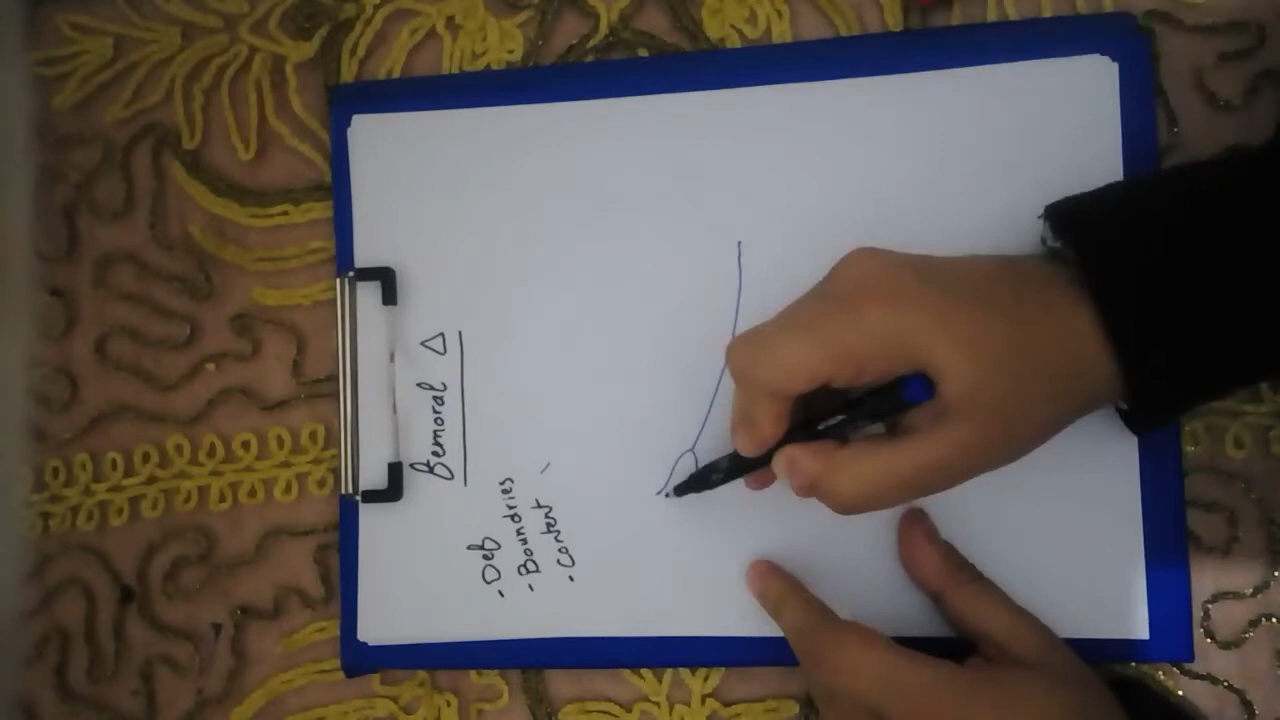 Femoral Δ
- Def
- Boundries
- Content